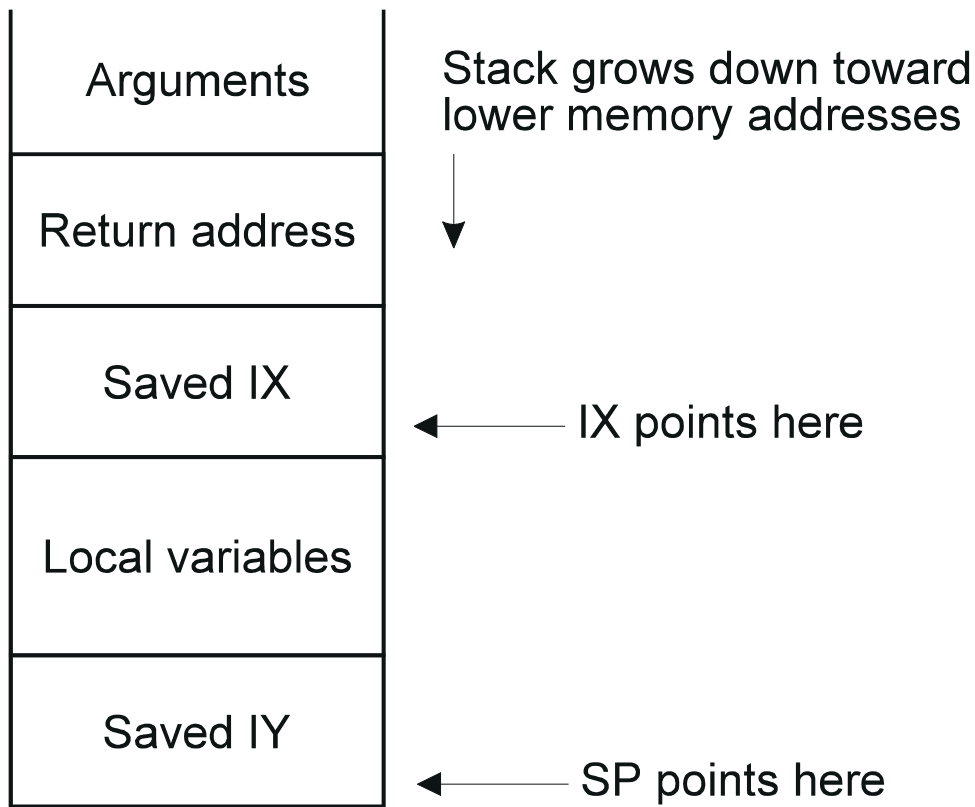 Arguments
Stack grows down toward
lower memory addresses
Return address
Saved IX
IX points here
Local variables
Saved IY
SP points here